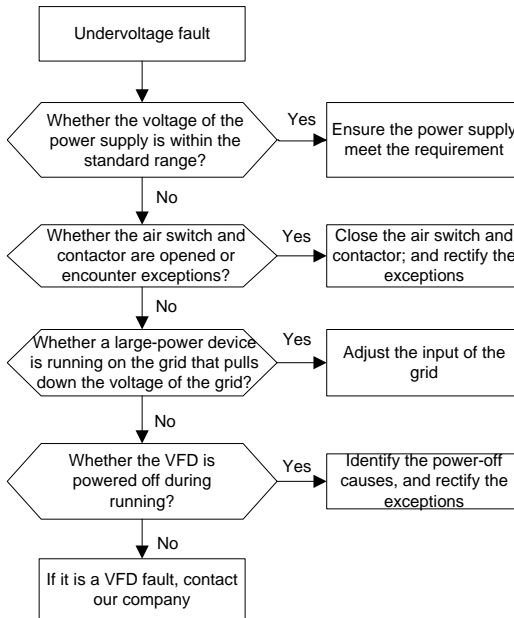 Undervoltage fault
Whether the voltage of the
power supply is within the
standard range?
Yes
Ensure the power supply
meet the requirement
No
Whether the air switch and
contactor are opened or
encounter exceptions?
Yes
Close the air switch and
contactor; and rectify the
exceptions
No
Whether a large-power device
is running on the grid that pulls
down the voltage of the grid?
Yes
Adjust the input of the
grid
No
Whether the VFD is
powered off during
running?
Yes
Identify the power-off
causes, and rectify the
exceptions
No
If it is a VFD fault, contact
our company